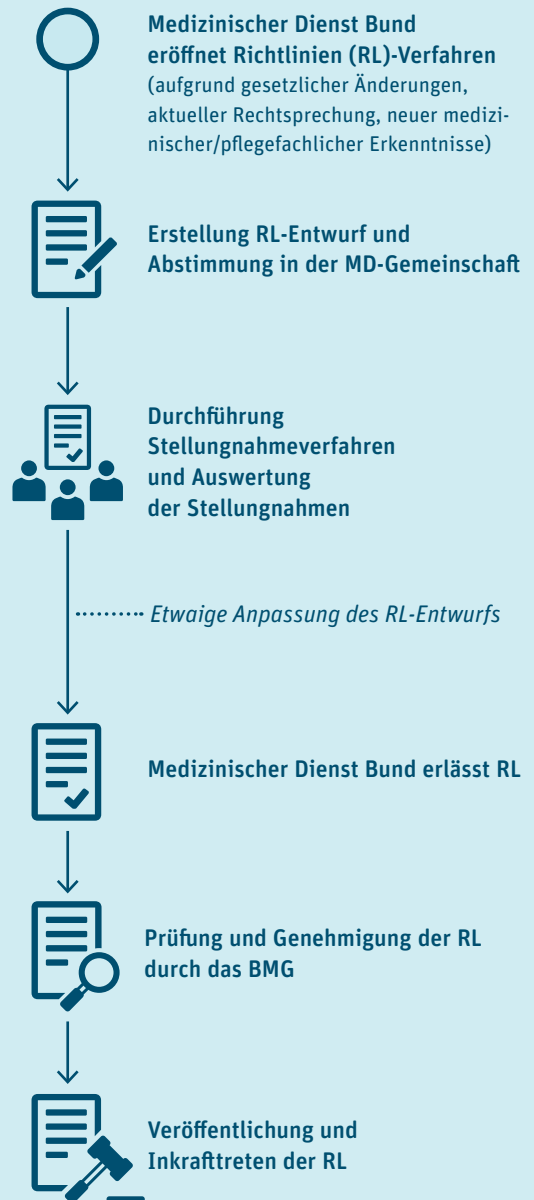 Medizinischer Dienst Bund
eröffnet Richtlinien (RL)-Verfahren
(aufgrund gesetzlicher Änderungen,
aktueller Rechtsprechung, neuer medizi-
nischer/pflegefachlicher Erkenntnisse)
Erstellung RL-Entwurf und
Abstimmung in der MD-Gemeinschaft
Durchführung
Stellungnahmeverfahren
und Auswertung
der Stellungnahmen
Etwaige Anpassung des RL-Entwurfs
Medizinischer Dienst Bund erlässt RL
Prüfung und Genehmigung der RL
durch das BMG
Veröffentlichung und
Inkrafttreten der RL